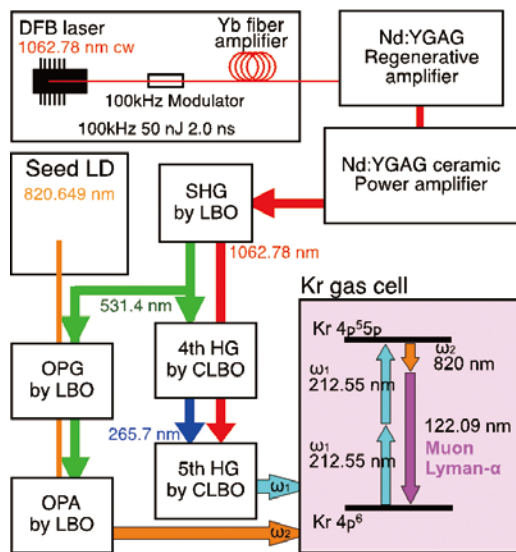 DFB laser
1062.78 nm cw
Yb fiber
amplifier
100kHz Modulator
100kHz 50 nJ 2.0 ns
Nd:YGAG
Regenerative
amplifier
Nd:YGAG ceramic
Power amplifier
Seed LD
820.649 nm
SHG
by LBO
1062.78 nm
531.4 nm
OPG
by LBO
4th HG
by CLBO
265.7 nm
5th HG
by CLBO
OPA
by LBO
ω1
ω2
Kr gas cell
Kr 4p⁵5p
ω2
820 nm
ω1
212.55 nm
122.09 nm
Muon
Lyman-α
ω1
212.55 nm
Kr 4p⁶